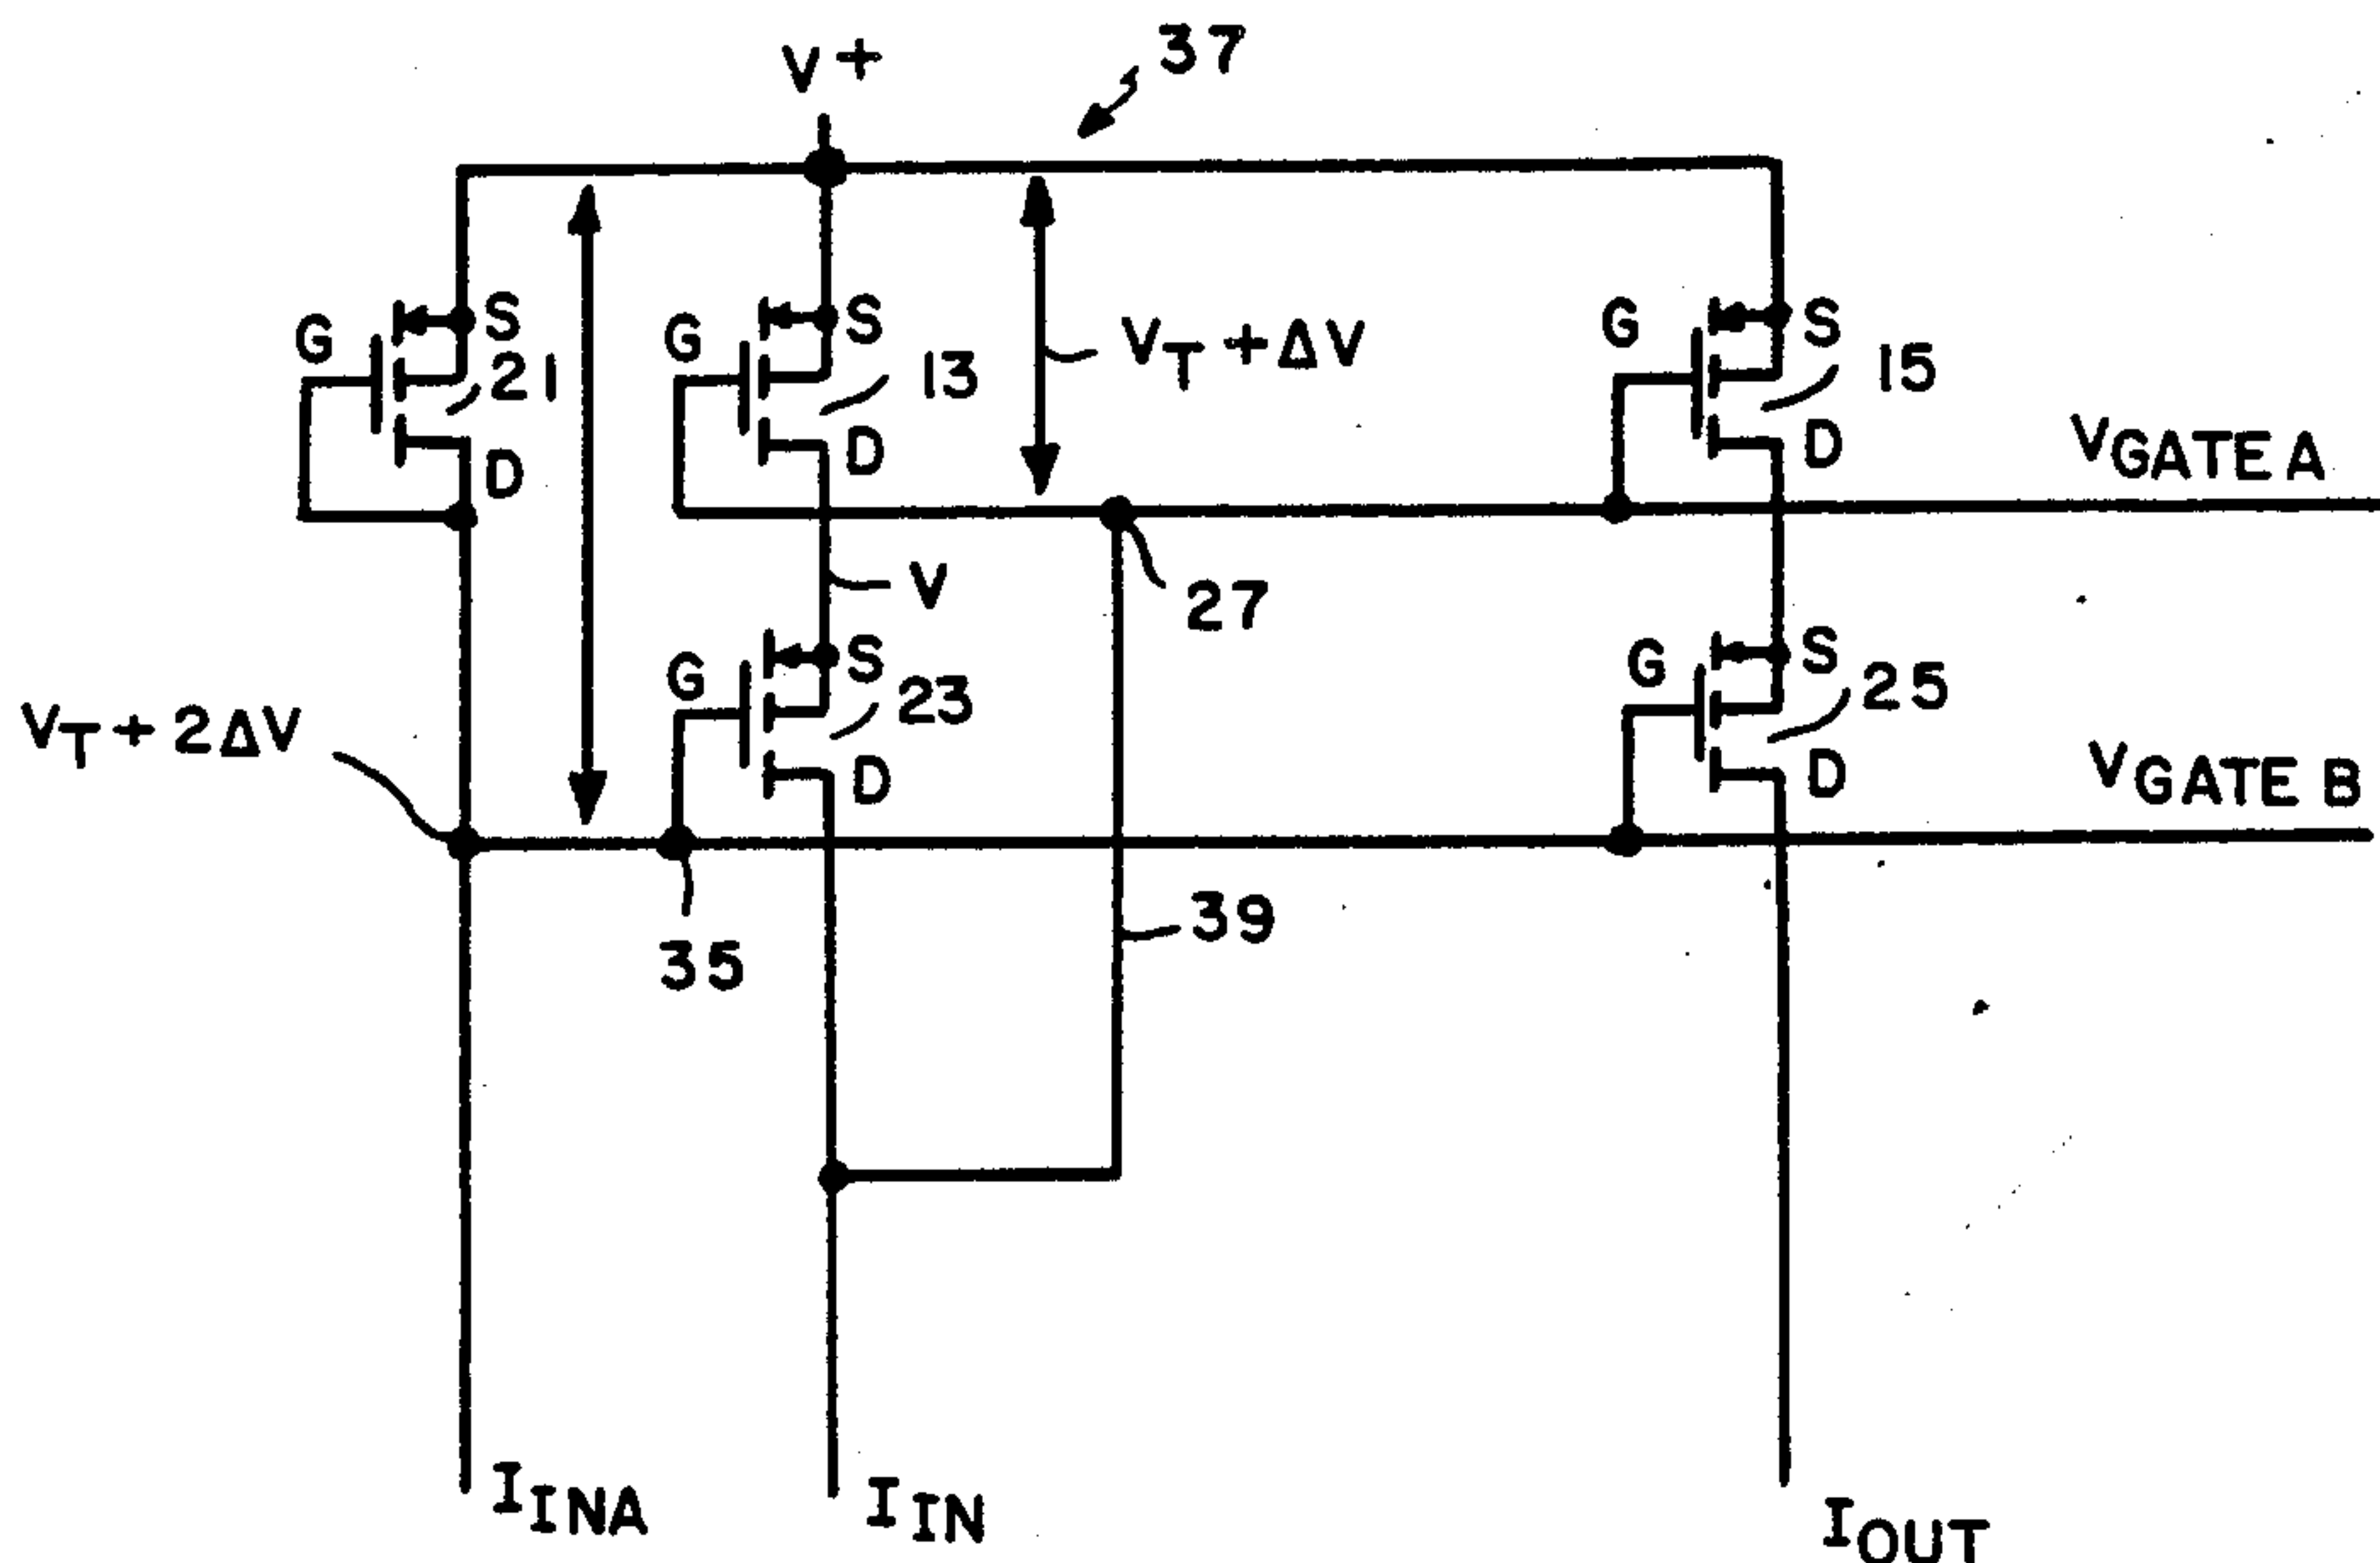 V+
37
G
S
21
D
G
S
13
D
VT+ΔV
G
S
15
D
VGATE A
V
27
G
S
23
D
G
S
25
D
VT+2ΔV
VGATE B
35
39
IINA
IIN
IOUT